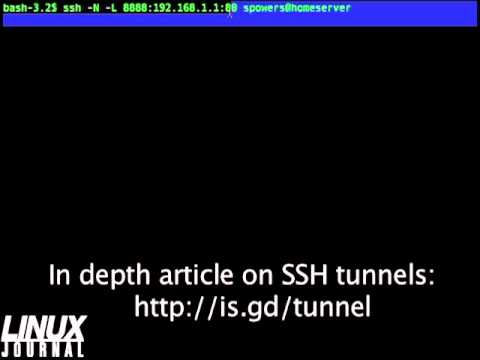 bash-3.2$ ssh -N -L 8888:192.168.1.1:80 spowers@homeserver
In depth article on SSH tunnels:
http://is.gd/tunnel
LINUX
JOURNAL